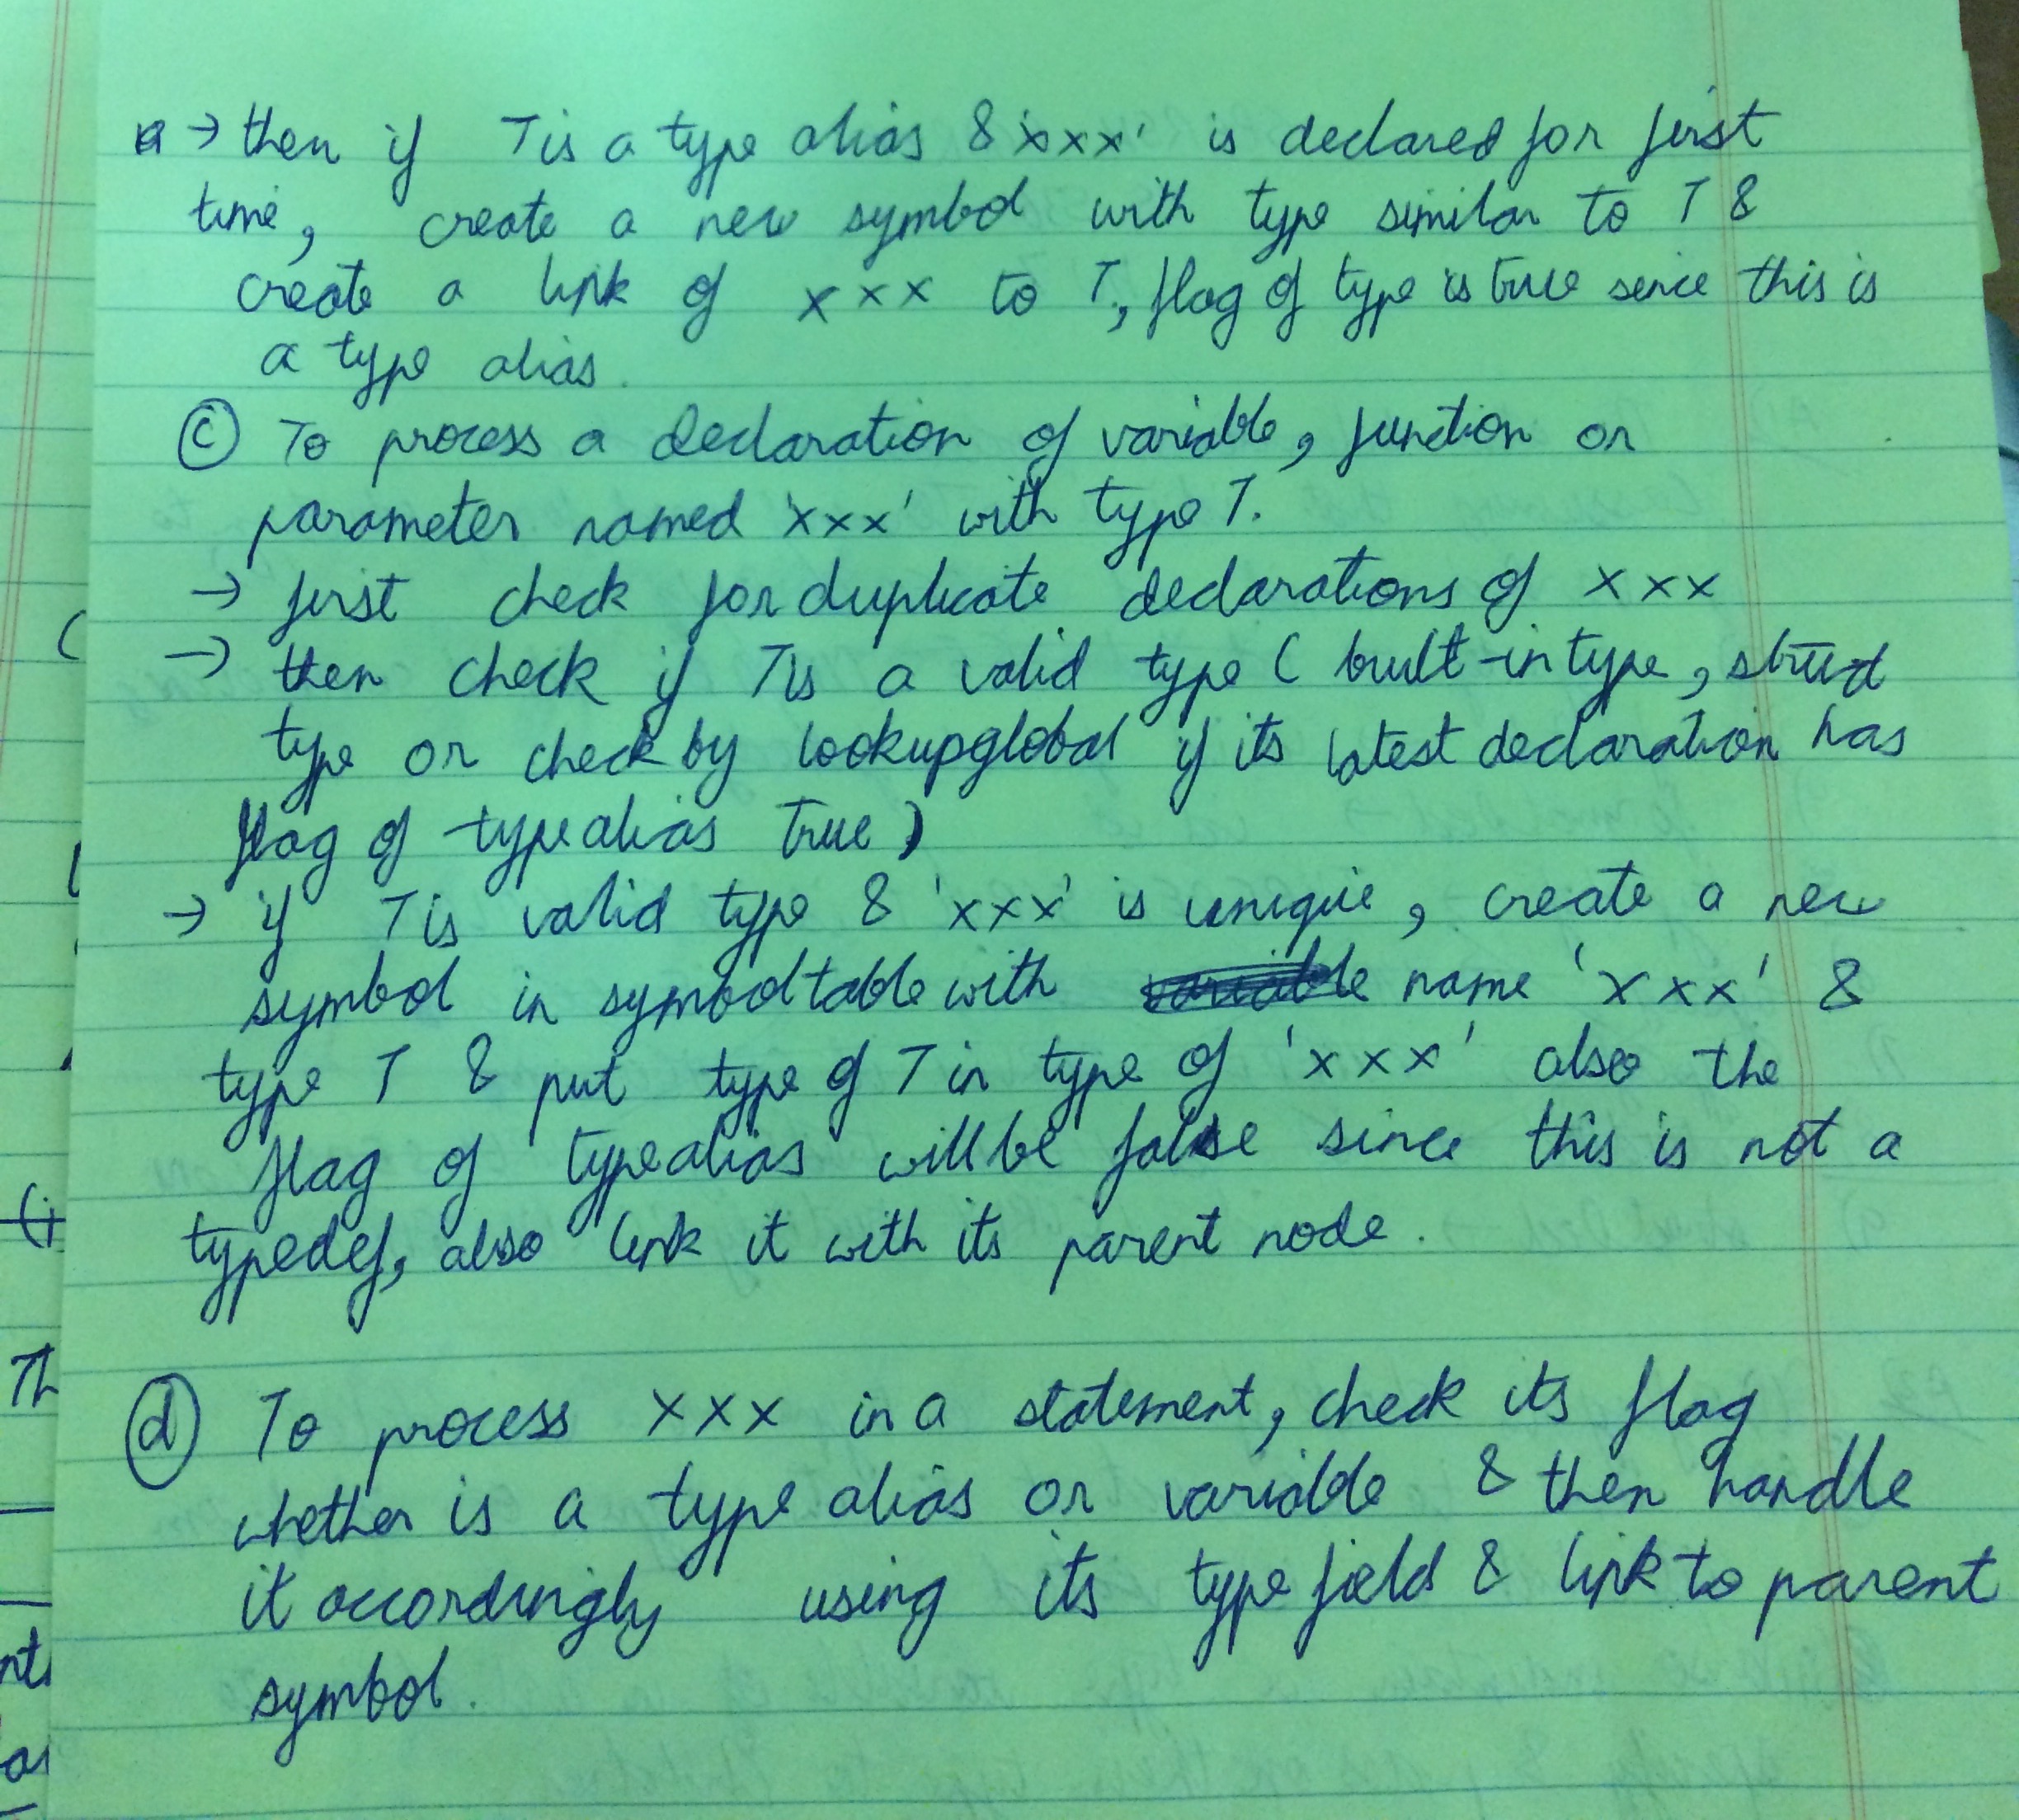 → then if T is a type alias & 'xxx' is declared for first
time, create a new symbol with type similar to T &
create a link of xxx to T, flag of type is true sence this is
a type alias.
(c) To process a declaration of variable, function or
parameter named 'xxx' with type T.
→ first check for duplicate declarations of xxx
→ then check if T is a valid type ( built-in type, struct
type or check by lookupglobal if its latest declaration has
flag of typealias True)
→ if T is valid type & 'xxx' is unique, create a new
symbol in symboltable with name 'xxx' &
type T & put type of T in type of 'xxx' also the
flag of typealias will be false since this is not a
typedef, also link it with its parent node.
(d) To process xxx in a statement, check its flag
whether is a type alias or variable & then handle
it accordingly using its type field & link to parent
symbol.
Th